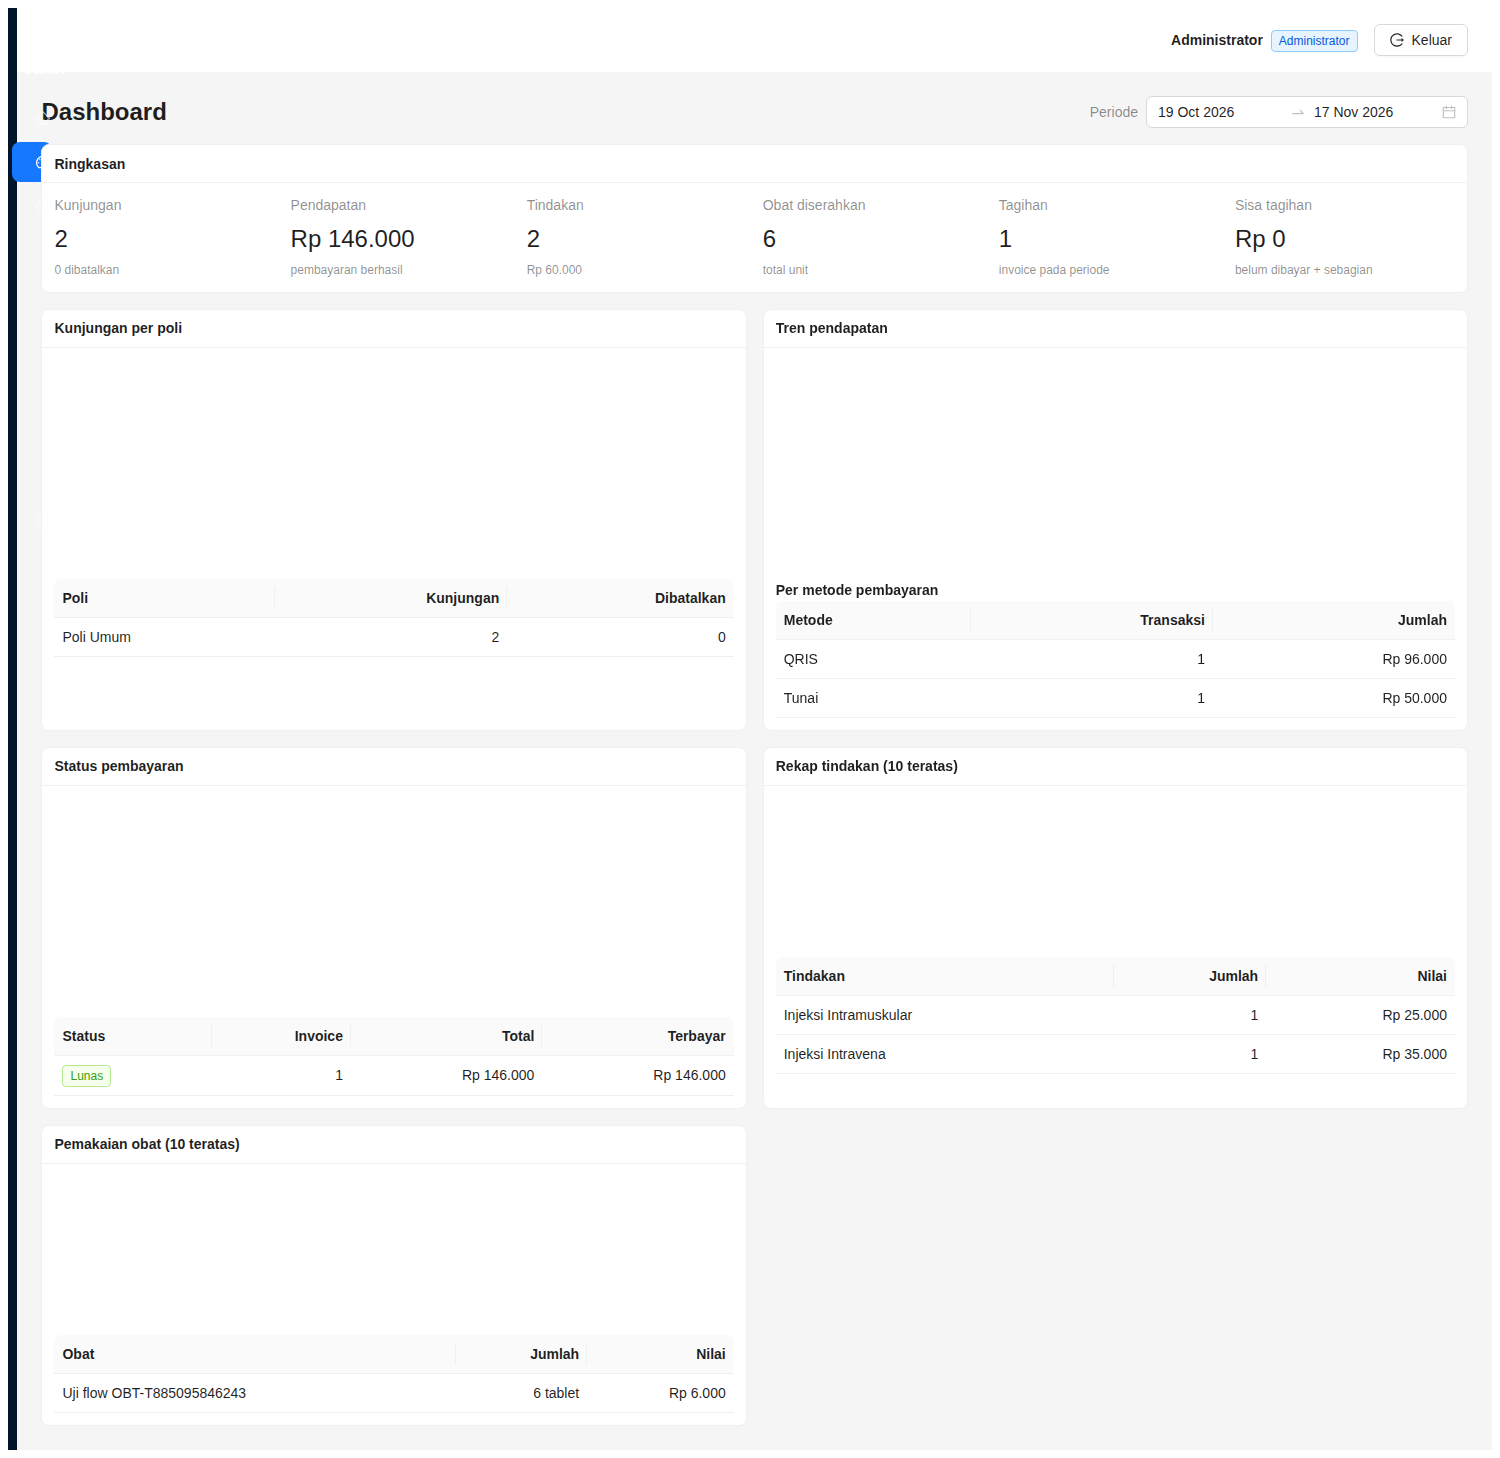 Administrator Administrator Keluar
Dashboard
Periode 19 Oct 2026 17 Nov 2026
Ringkasan
Kunjungan Pendapatan Tindakan Obat diserahkan Tagihan Sisa tagihan
2 Rp 146.000 2 6 1 Rp 0
0 dibatalkan pembayaran berhasil Rp 60.000 total unit invoice pada periode belum dibayar + sebagian
Kunjungan per poli
Poli Kunjungan Dibatalkan
Poli Umum 2 0
Tren pendapatan
Per metode pembayaran
Metode Transaksi Jumlah
QRIS 1 Rp 96.000
Tunai 1 Rp 50.000
Status pembayaran
Status Invoice Total Terbayar
Lunas 1 Rp 146.000 Rp 146.000
Rekap tindakan (10 teratas)
Tindakan Jumlah Nilai
Injeksi Intramuskular 1 Rp 25.000
Injeksi Intravena 1 Rp 35.000
Pemakaian obat (10 teratas)
Obat Jumlah Nilai
Uji flow OBT-T885095846243 6 tablet Rp 6.000